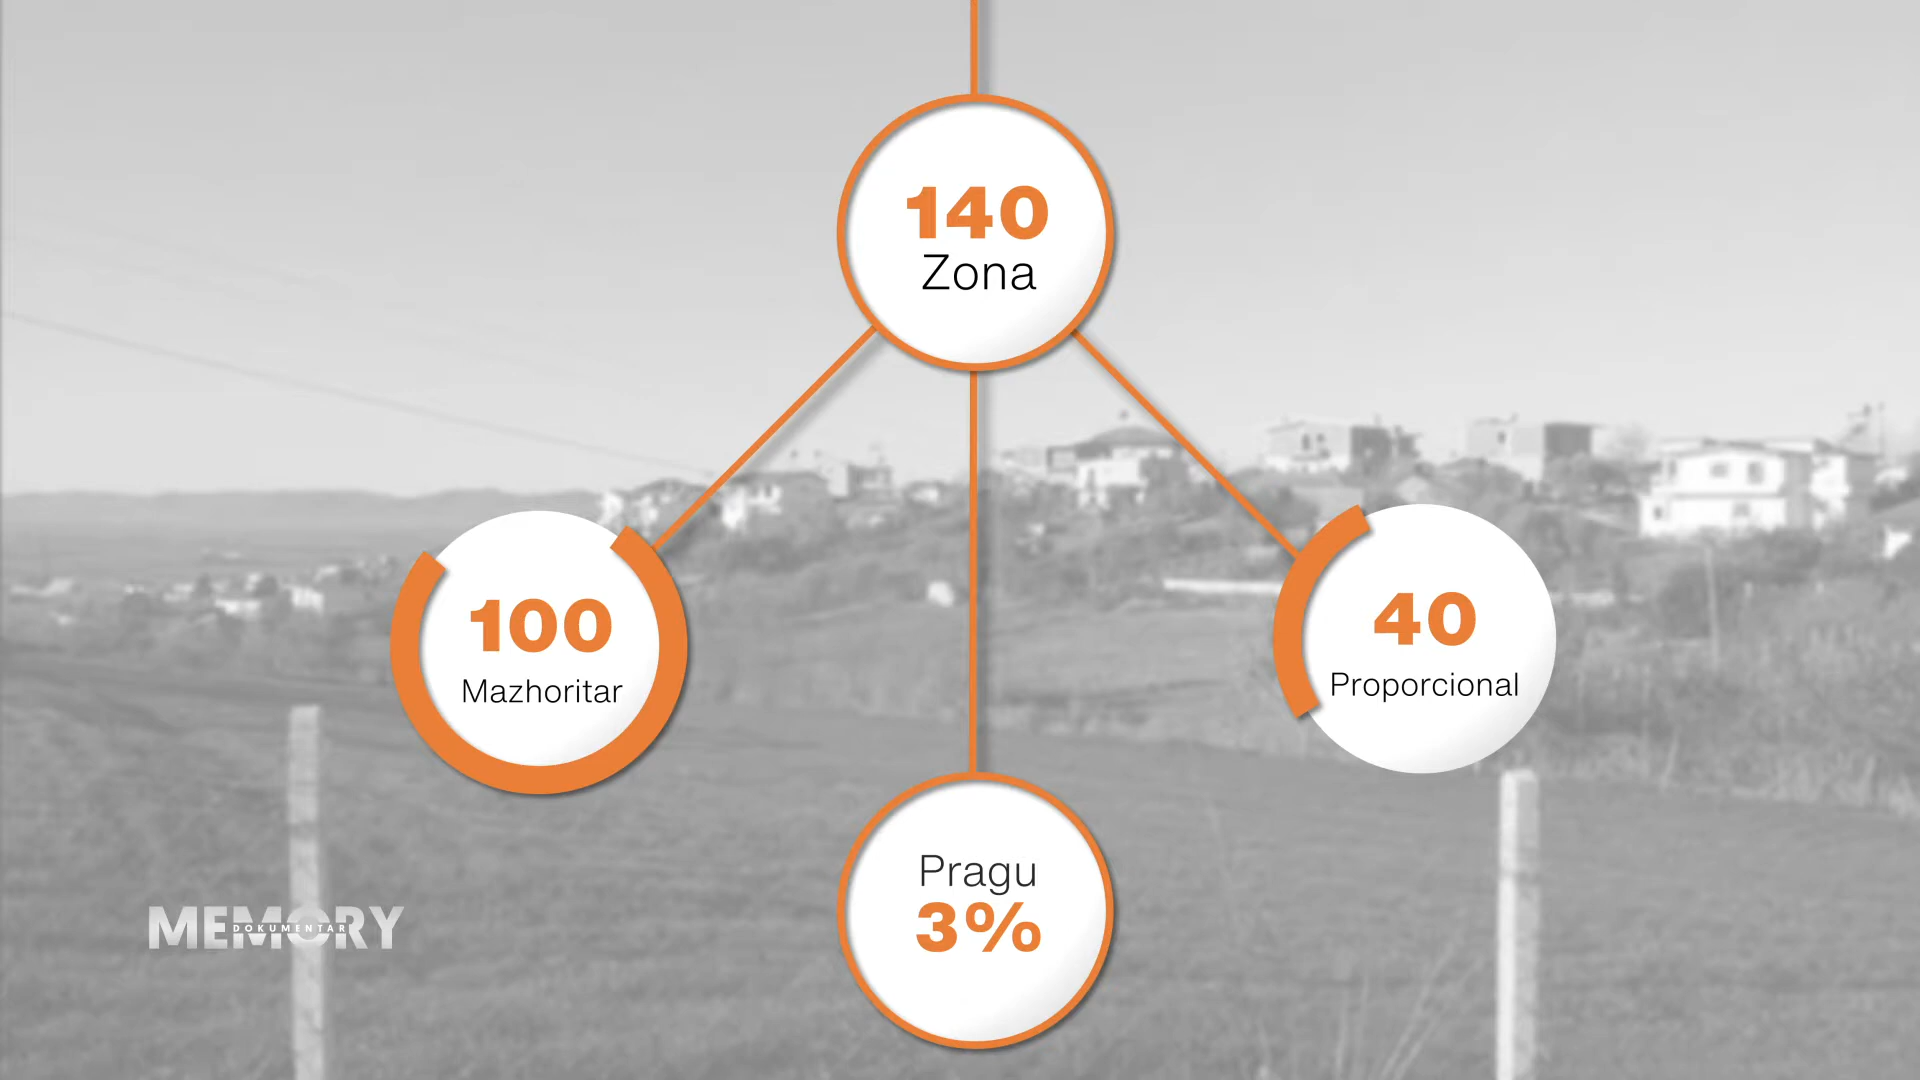 140
Zona
100
Mazhoritar
40
Proporcional
Pragu
3%
MEMORY
DOKUMENTAR